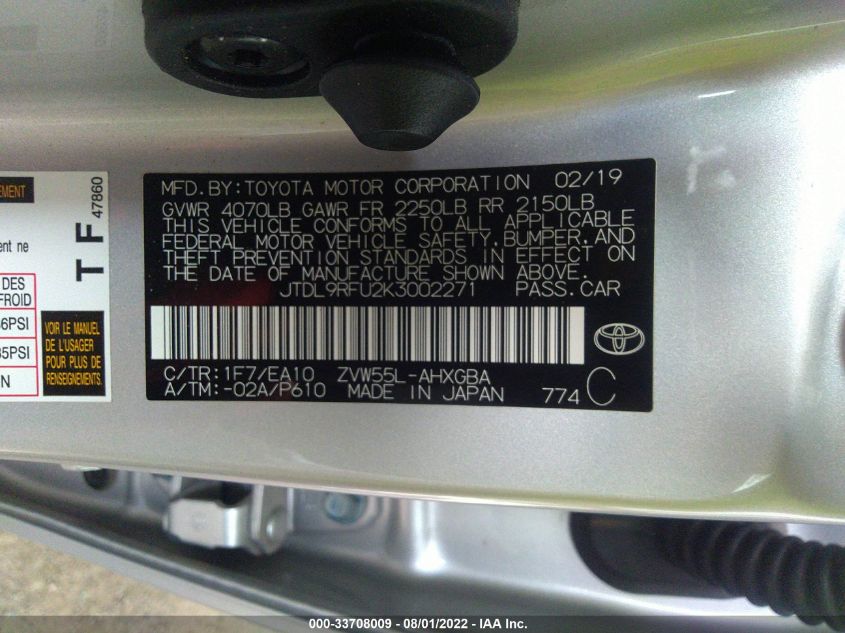 MFD.BY:TOYOTA MOTOR CORPORATION 02/19
GVWR 4070LB GAWR FR 2250LB RR 2150LB
THIS VEHICLE CONFORMS TO ALL APPLICABLE
FEDERAL MOTOR VEHICLE SAFETY,BUMPER,AND
THEFT PREVENTION STANDARDS IN EFFECT ON
THE DATE OF MANUFACTURE SHOWN ABOVE.
JTDL9RFU2K3002271 PASS.CAR
C/TR:1F7/EA10 ZVW55L-AHXGBA
A/TM:-02A/P610 MADE IN JAPAN 774 C
47860
T F
ne
DES
FROID
36PSI
35PSI
VOIR LE MANUEL
DE L'USAGER
POUR PLUS DE
RENSEIGNEMENTS.
000-33708009 - 08/01/2022 - IAA Inc.